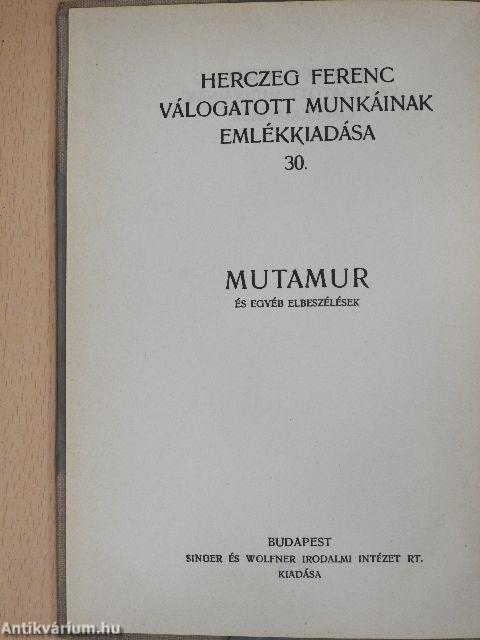 HERCZEG FERENC
VÁLOGATOTT MUNKÁINAK
EMLÉKKIADÁSA
30.
MUTAMUR
ÉS EGYÉB ELBESZÉLÉSEK
BUDAPEST
SINGER ÉS WOLFNER IRODALMI INTÉZET RT.
KIADÁSA
Antikvárium.hu